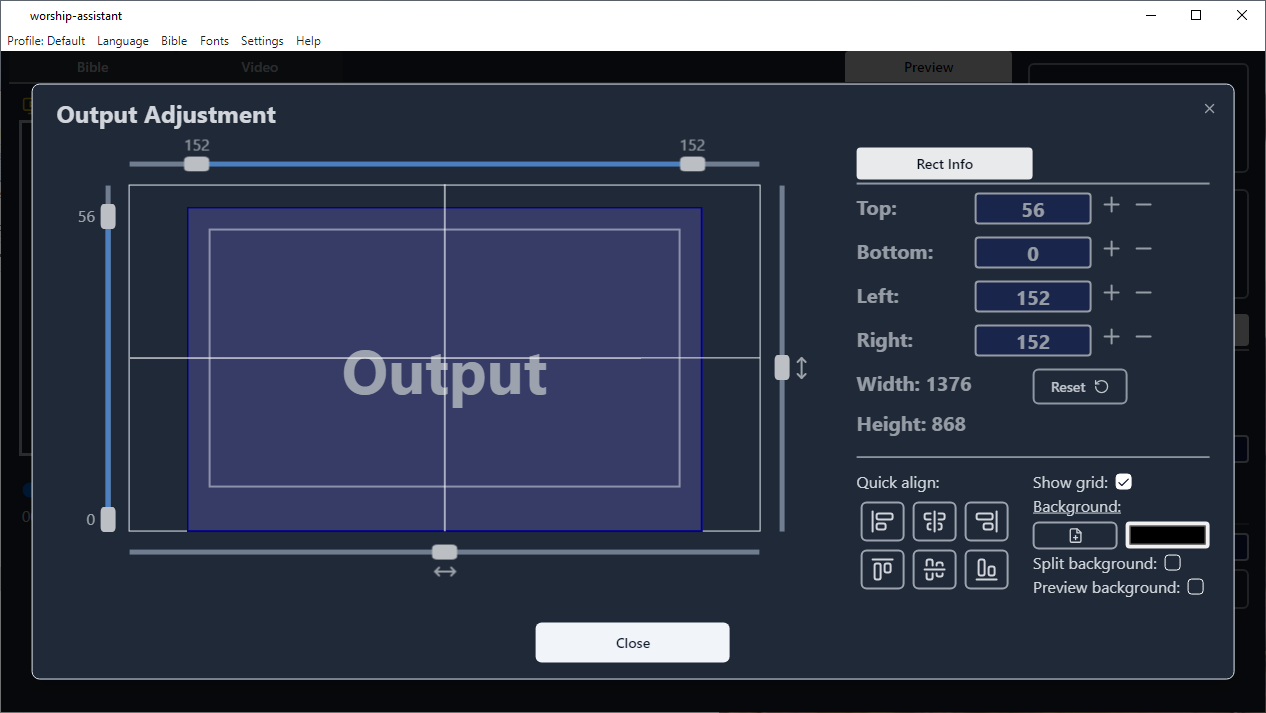 worship-assistant
Profile: Default Language Bible Fonts Settings Help
Bible Video Preview
Output Adjustment
152 152
Rect Info
56
Top: 56
Bottom: 0
Left: 152
Right: 152
Output
Width: 1376 Reset
Height: 868
Quick align: Show grid:
Background:
0
Split background:
Preview background:
Close